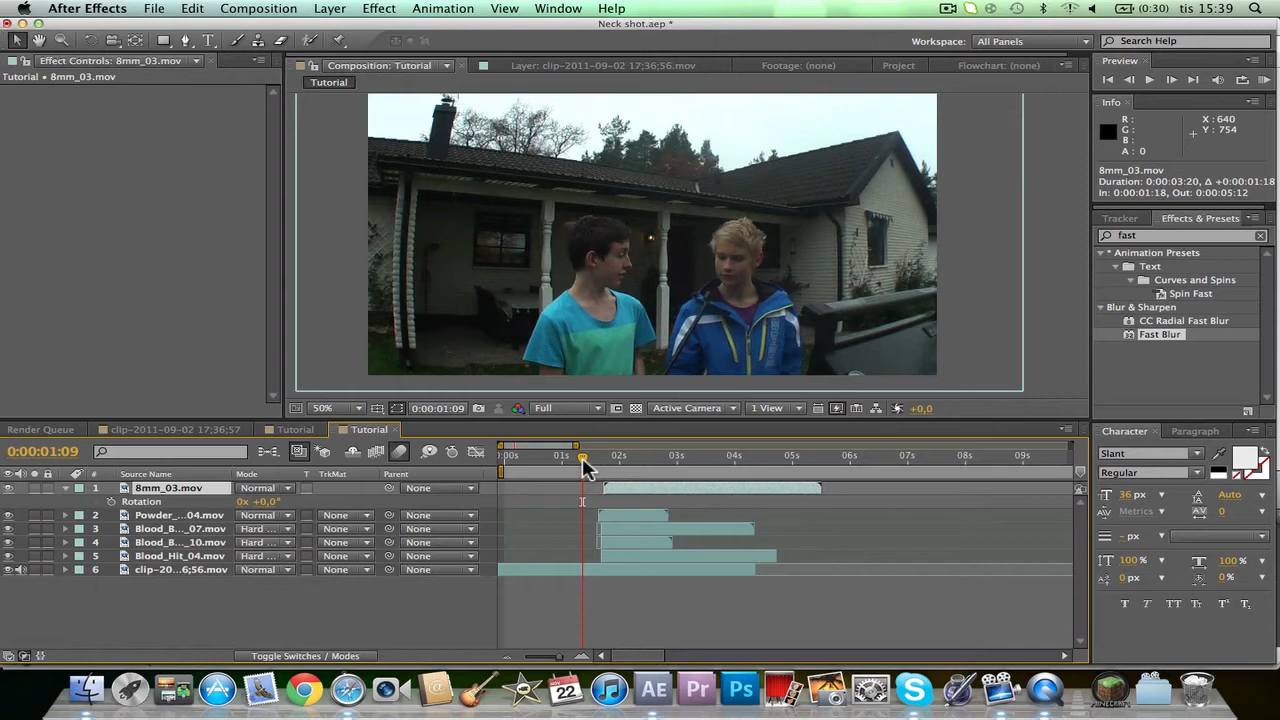 After Effects File Edit Composition Layer Effect Animation View Window Help (0:30) tis 15:39
Neck shot.aep *
Workspace: All Panels Search Help
Effect Controls: 8mm_03.mov Composition: Tutorial Layer: clip-2011-09-02 17;36;56.mov Footage: (none) Project Flowchart: (none) Preview
Tutorial • 8mm_03.mov
Tutorial
Info
R: X: 640
G: Y: 754
B:
A: 0
8mm_03.mov
Duration: 0:00:03:20, Δ +0:00:01:18
In: 0:00:01:18, Out: 0:00:05:12
Tracker Effects & Presets
fast
* Animation Presets
Text
Curves and Spins
Spin Fast
Blur & Sharpen
CC Radial Fast Blur
Fast Blur
50% 0:00:01:09 Full Active Camera 1 View +0,0
Render Queue clip-2011-09-02 17;36;57 Tutorial Tutorial
Character Paragraph
0:00:01:09
:00s 01s 02s 03s 04s 05s 06s 07s 08s 09s
Slant
Regular
# Source Name Mode T TrkMat Parent
1 8mm_03.mov Normal None
Rotation 0x +0,0°
2 Powder_...04.mov Normal None None
3 Blood_B..._07.mov Hard ... None None
4 Blood_B..._10.mov Hard ... None None
5 Blood_Hit_04.mov Hard ... None None
6 clip-20...6;56.mov Normal None None
36 px Auto
Metrics 0
- px
100 % 100 %
0 px 0 %
T T TT Tr T' T,
Toggle Switches / Modes
AE Pr Ps
NOV
22
MINECRAFT